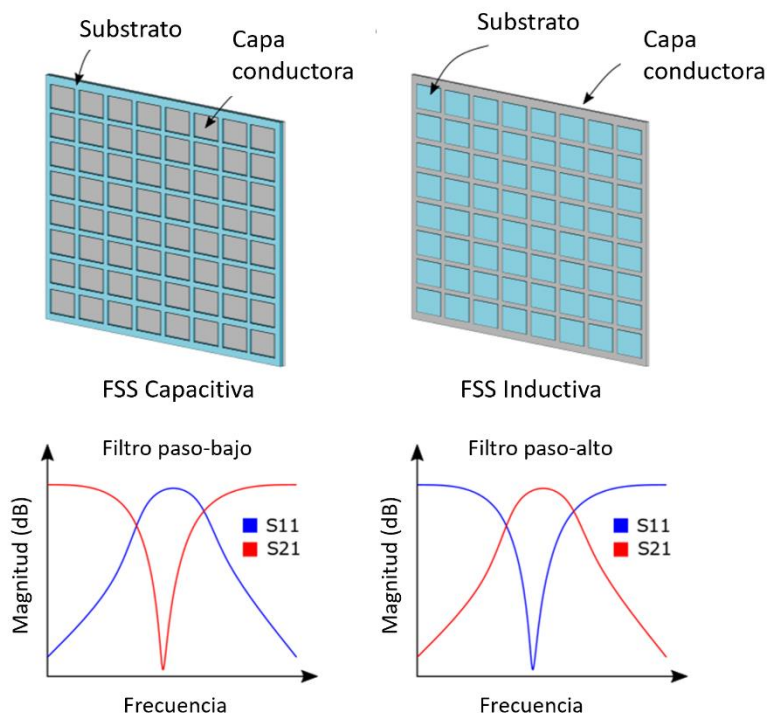 Substrato
Capa
conductora
FSS Capacitiva
Substrato
Capa
conductora
FSS Inductiva
Filtro paso-bajo
Magnitud (dB)
S11
S21
Frecuencia
Filtro paso-alto
Magnitud (dB)
S11
S21
Frecuencia